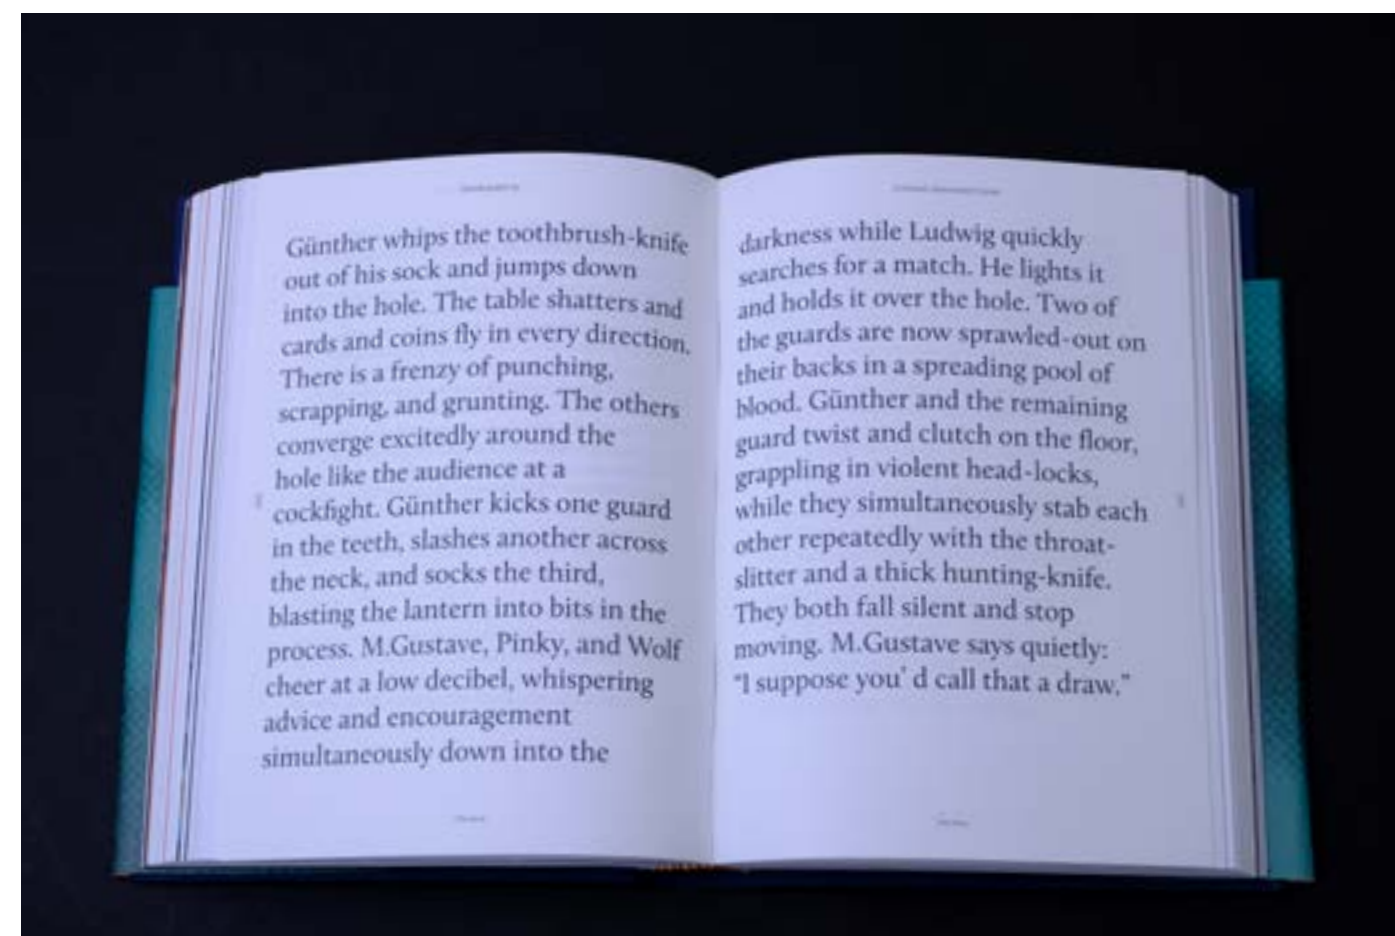 Günther whips the toothbrush-knife
out of his sock and jumps down
into the hole. The table shatters and
cards and coins fly in every direction.
There is a frenzy of punching,
scrapping, and grunting. The others
converge excitedly around the
hole like the audience at a
cockfight. Günther kicks one guard
in the teeth, slashes another across
the neck, and socks the third,
blasting the lantern into bits in the
process. M.Gustave, Pinky, and Wolf
cheer at a low decibel, whispering
advice and encouragement
simultaneously down into the
darkness while Ludwig quickly
searches for a match. He lights it
and holds it over the hole. Two of
the guards are now sprawled-out on
their backs in a spreading pool of
blood. Günther and the remaining
guard twist and clutch on the floor,
grappling in violent head-locks,
while they simultaneously stab each
other repeatedly with the throat-
slitter and a thick hunting-knife.
They both fall silent and stop
moving. M.Gustave says quietly:
“I suppose you’ d call that a draw.”